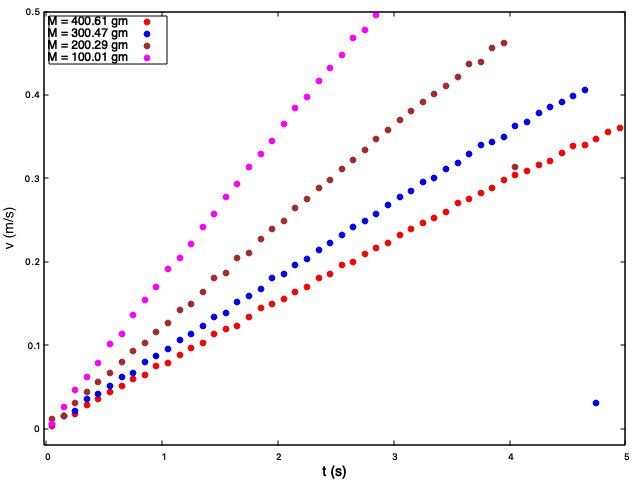 M = 400.61 gm
M = 300.47 gm
M = 200.29 gm
M = 100.01 gm
0.5
0.4
0.3
0.2
0.1
0
v (m/s)
0 1 2 3 4 5
t (s)